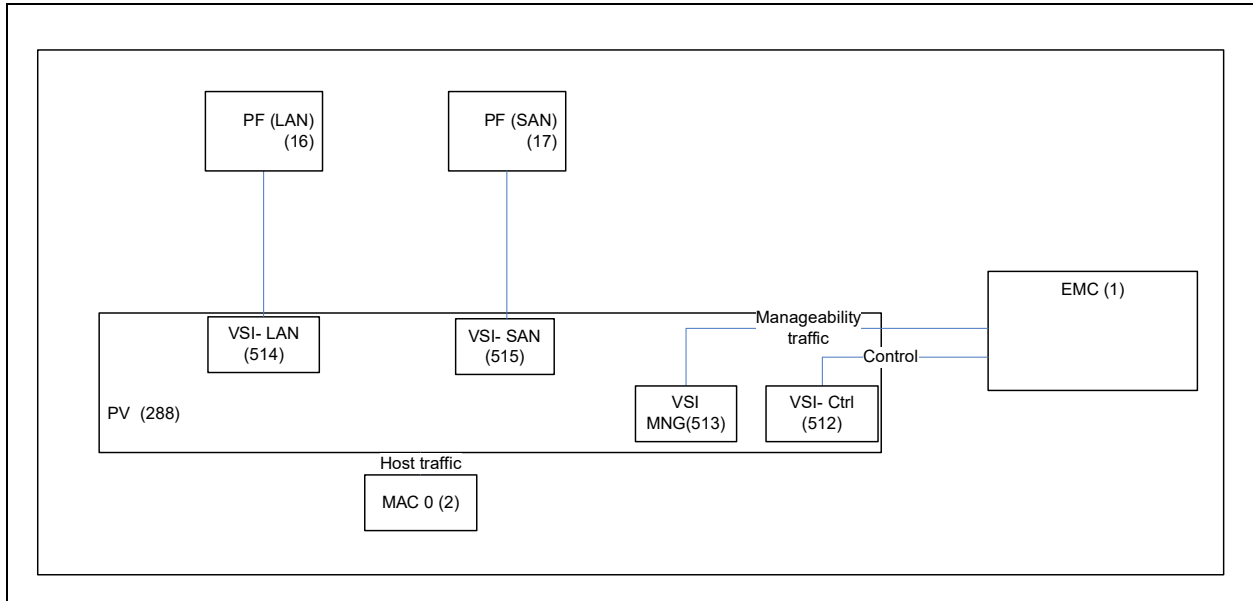 PF (LAN)
(16)
PF (SAN)
(17)
EMC (1)
Manageability
traffic
VSI- LAN
(514)
VSI- SAN
(515)
Control
PV  (288)
VSI
MNG(513)
VSI- Ctrl
(512)
Host traffic
MAC 0 (2)